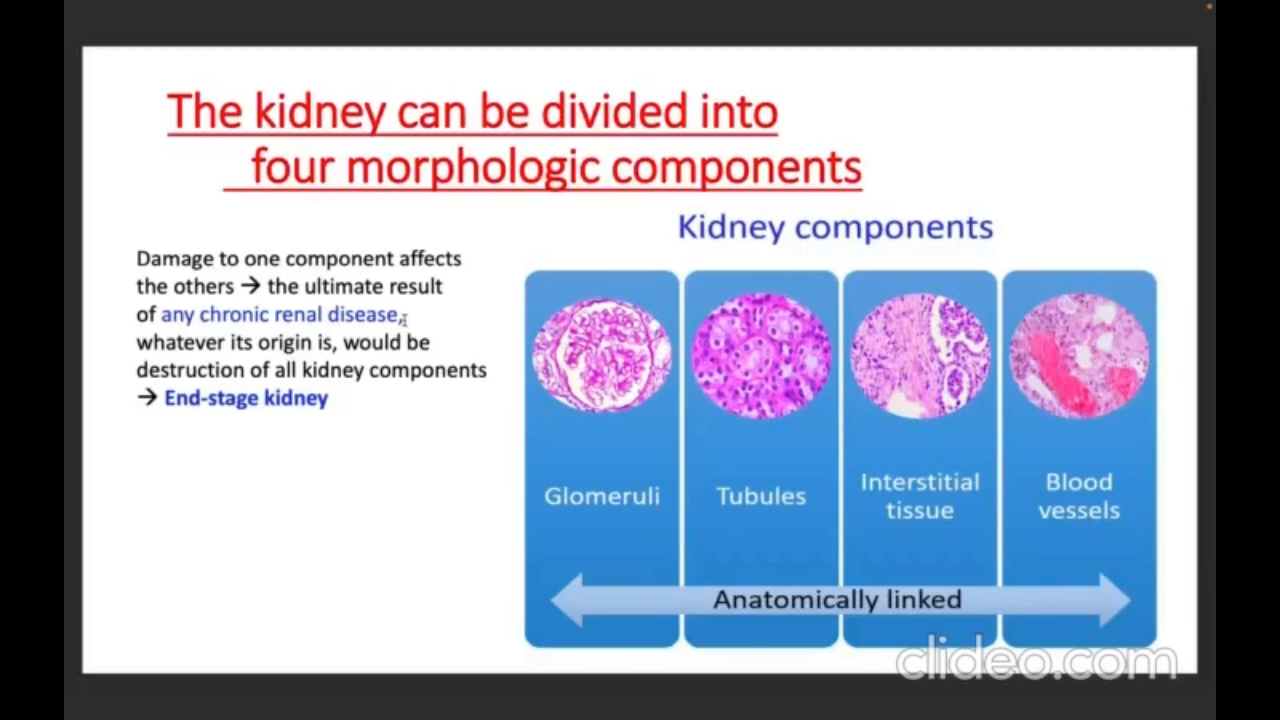 The kidney can be divided into
four morphologic components
Kidney components
Damage to one component affects
the others → the ultimate result
of any chronic renal disease,
whatever its origin is, would be
destruction of all kidney components
→ End-stage kidney
Glomeruli
Tubules
Interstitial
tissue
Blood
vessels
Anatomically linked
clideo.com